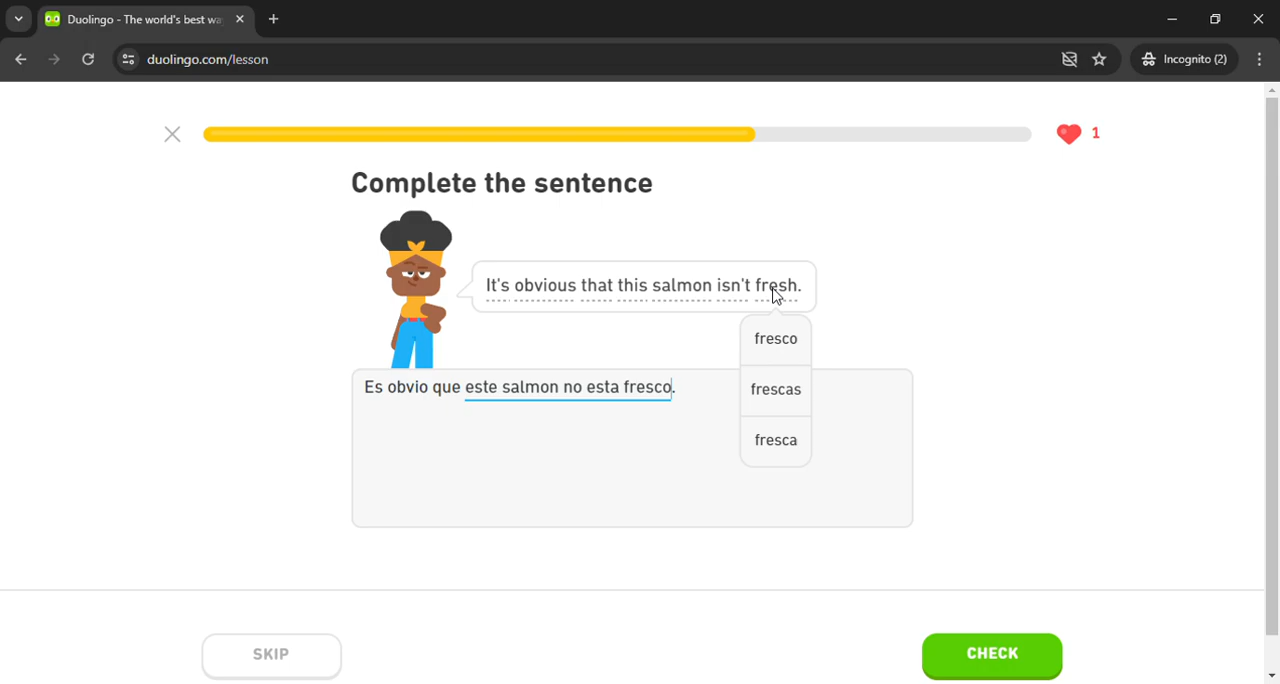 Duolingo - The world's best wa
duolingo.com/lesson
Incognito (2)
1
Complete the sentence
It's obvious that this salmon isn't fresh.
fresco
Es obvio que este salmon no esta fresco.
frescas
fresca
SKIP
CHECK